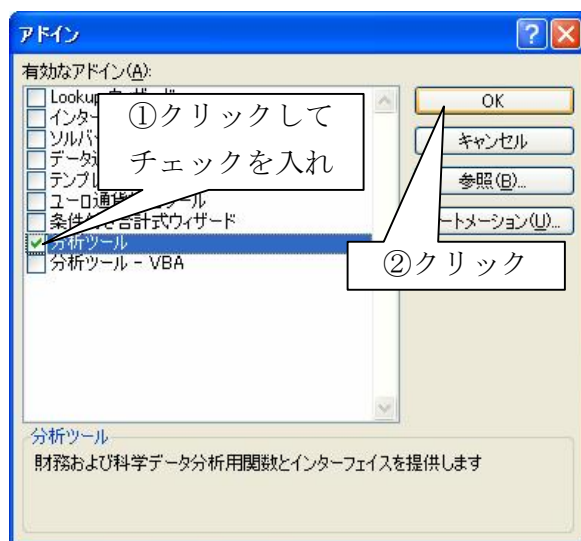 アドイン
有効なアドイン(A):
Looku
インター
ソルバ
データ
テンプレ
ユーロ通貨 ール
条件 合計式ウィザード
分析ツール
分析ツール - VBA
①クリックして
チェックを入れ
OK
キャンセル
参照(B)...
ートメーション(U)...
②クリック
分析ツール
財務および科学データ分析用関数とインターフェイスを提供します